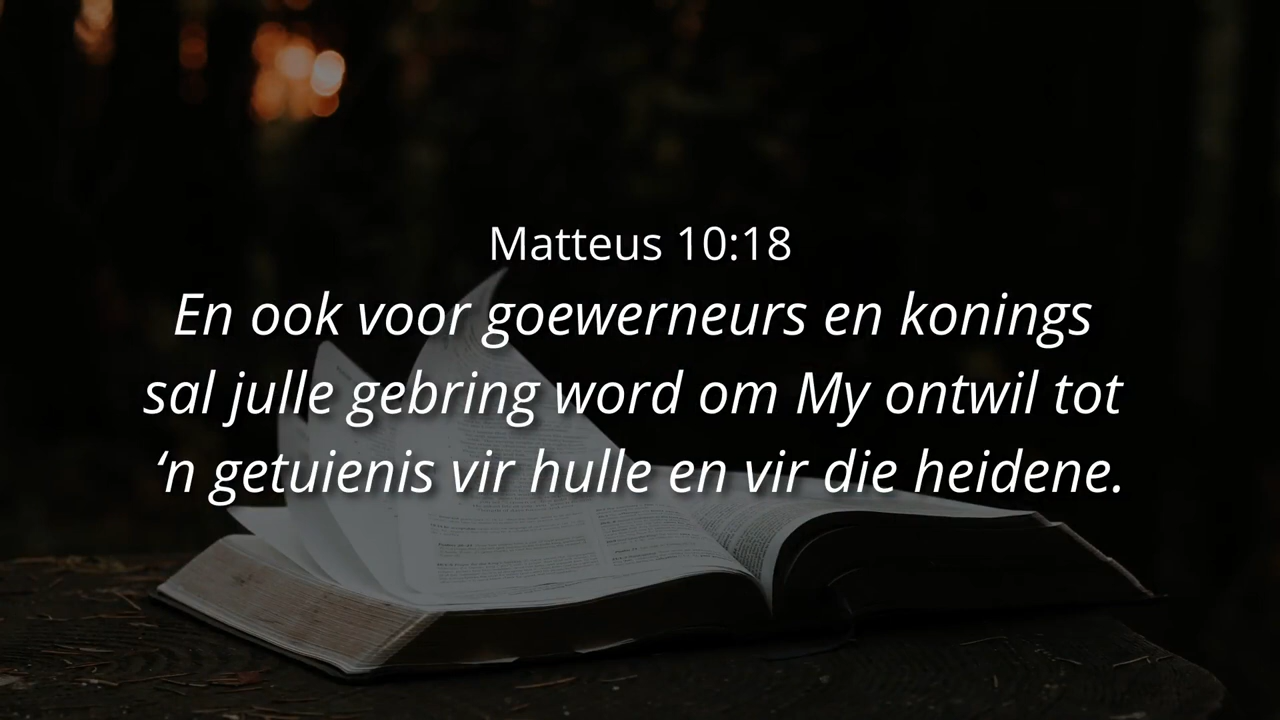 Matteus 10:18
En ook voor goewerneurs en konings
sal julle gebring word om My ontwil tot
‘n getuienis vir hulle en vir die heidene.